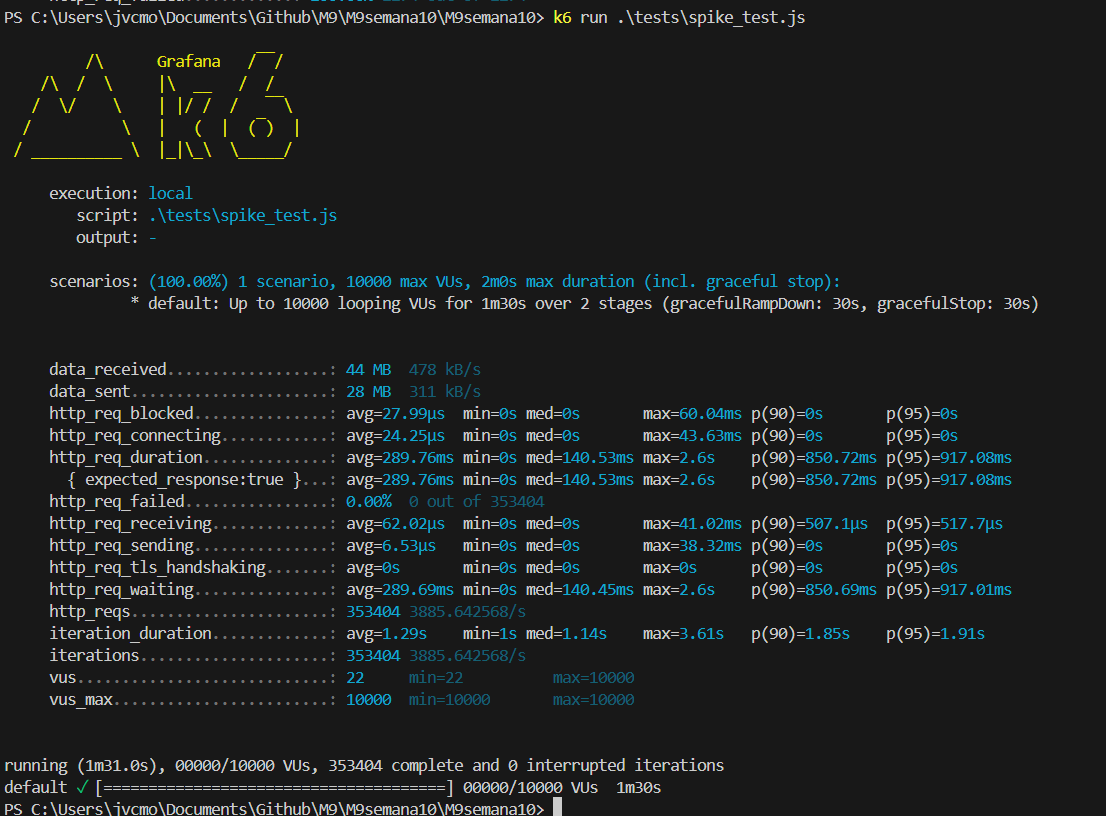 PS C:\Users\jvcmo\Documents\Github\M9\M9semana10\M9semana10> k6 run .\tests\spike_test.js
Grafana
execution: local
script: .\tests\spike_test.js
output: -
scenarios: (100.00%) 1 scenario, 10000 max VUs, 2m0s max duration (incl. graceful stop):
* default: Up to 10000 looping VUs for 1m30s over 2 stages (gracefulRampDown: 30s, gracefulStop: 30s)
data_received..................: 44 MB 478 kB/s
data_sent......................: 28 MB 311 kB/s
http_req_blocked...............: avg=27.99µs min=0s med=0s max=60.04ms p(90)=0s p(95)=0s
http_req_connecting............: avg=24.25µs min=0s med=0s max=43.63ms p(90)=0s p(95)=0s
http_req_duration..............: avg=289.76ms min=0s med=140.53ms max=2.6s p(90)=850.72ms p(95)=917.08ms
{ expected_response:true }...: avg=289.76ms min=0s med=140.53ms max=2.6s p(90)=850.72ms p(95)=917.08ms
http_req_failed................: 0.00% 0 out of 353404
http_req_receiving.............: avg=62.02µs min=0s med=0s max=41.02ms p(90)=507.1µs p(95)=517.7µs
http_req_sending...............: avg=6.53µs min=0s med=0s max=38.32ms p(90)=0s p(95)=0s
http_req_tls_handshaking.......: avg=0s min=0s med=0s max=0s p(90)=0s p(95)=0s
http_req_waiting...............: avg=289.69ms min=0s med=140.45ms max=2.6s p(90)=850.69ms p(95)=917.01ms
http_reqs......................: 353404 3885.642568/s
iteration_duration.............: avg=1.29s min=1s med=1.14s max=3.61s p(90)=1.85s p(95)=1.91s
iterations.....................: 353404 3885.642568/s
vus............................: 22 min=22 max=10000
vus_max........................: 10000 min=10000 max=10000
running (1m31.0s), 00000/10000 VUs, 353404 complete and 0 interrupted iterations
default ✓ [======================================] 00000/10000 VUs 1m30s
PS C:\Users\jvcmo\Documents\Github\M9\M9semana10\M9semana10>